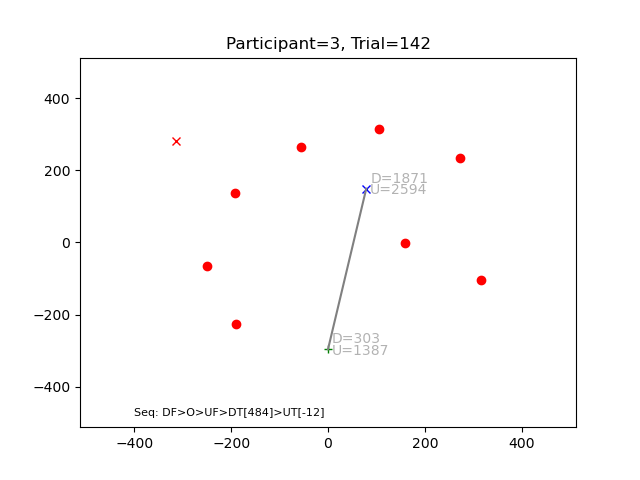 Participant=3, Trial=142
400
200
0
−200
−400
D=1871
U=2594
D=303
U=1387
Seq: DF>O>UF>DT[484]>UT[-12]
−400
−200
0
200
400